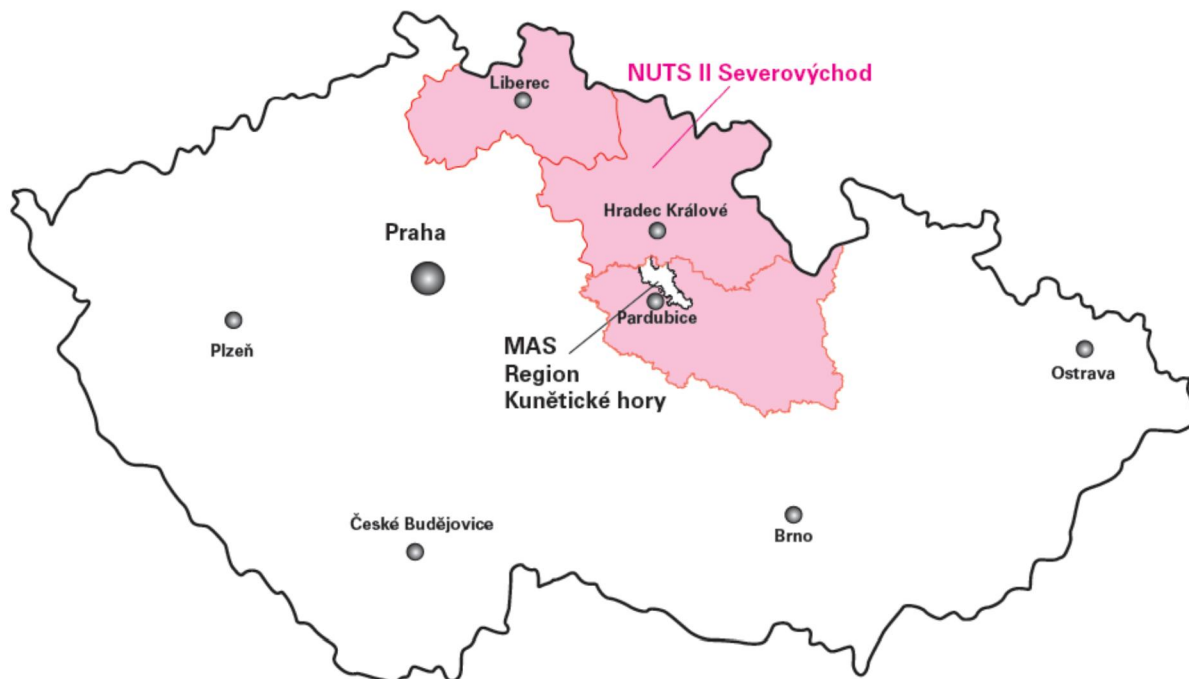 NUTS II Severovýchod
Liberec
Hradec Králové
Praha
Pardubice
Plzeň
MAS
Region
Kunětické hory
Ostrava
České Budějovice
Brno